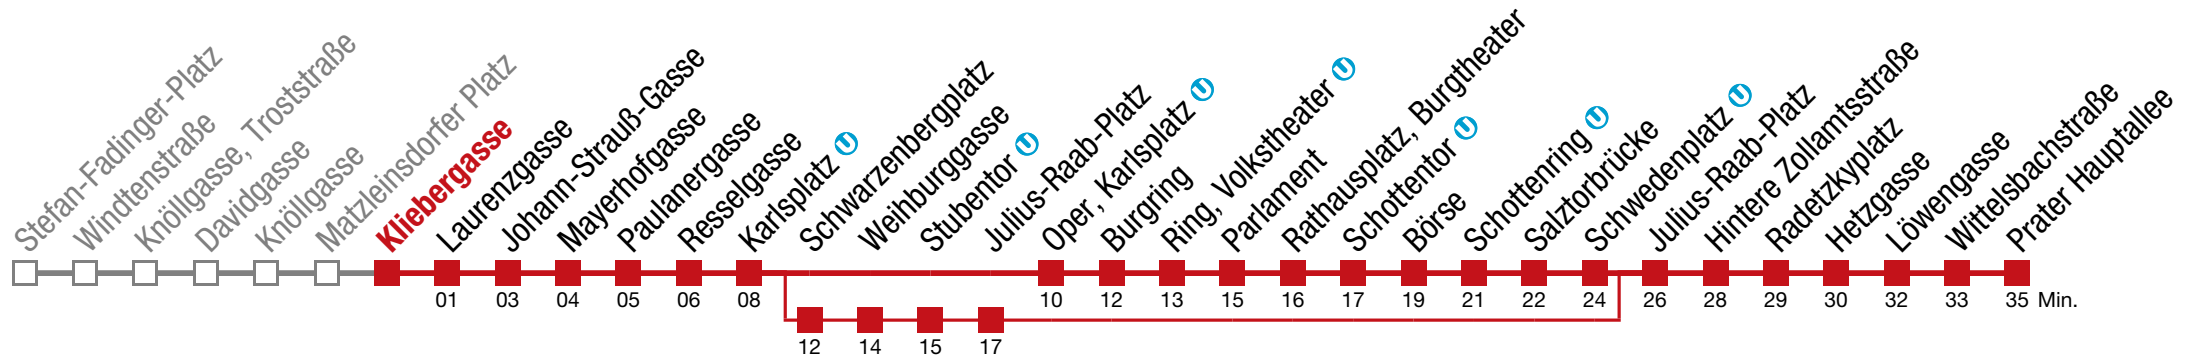 Stefan-Fadinger-Platz
Windtenstraße
Knöllgasse, Troststraße
Davidgasse
Knöllgasse
Matzleinsdorfer Platz
Kliebergasse
Laurenzgasse
Johann-Strauß-Gasse
Mayerhofgasse
Paulanergasse
Resselgasse
Karlsplatz U
Schwarzenbergplatz
Weihburggasse
Stubentor U
Julius-Raab-Platz
Oper, Karlsplatz U
Burgring
Ring, Volkstheater U
Parlament
Rathausplatz, Burgtheater
Schottentor U
Börse
Schottenring U
Salztorbrücke
Schwedenplatz U
Julius-Raab-Platz
Hintere Zollamtsstraße
Radetzkyplatz
Hetzgasse
Löwengasse
Wittelsbachstraße
Prater Hauptallee
01 03 04 05 06 08 10 12 13 15 16 17 19 21 22 24 26 28 29 30 32 33 35 Min.
12 14 15 17